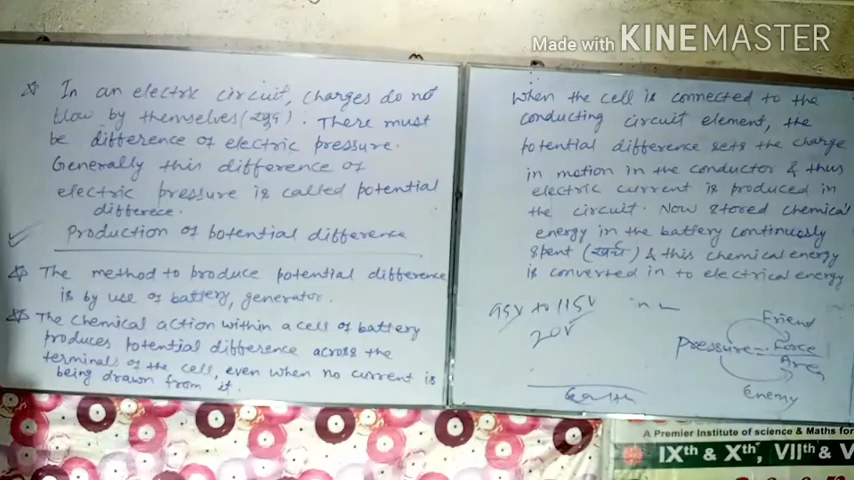 Made with KINEMASTER
☆ In an electric circuit, charges do not
flow by themselves (स्वयं). There must
be difference of electric pressure.
Generally this difference of
electric pressure is called potential
differece.
Production of potential difference
☆ The method to produce potential difference
is by use of battery, generator.
☆ The chemical action within a cell of battery
produces potential difference across the
terminals of the cell, even when no current is
being drawn from it.
When the cell is connected to the
conducting circuit element, the
potential difference sets the charge
in motion in the conductor & thus
electric current is produced in
the circuit. Now stored chemical
energy in the battery continuously
spent (खर्च) & this chemical energy
is converted in to electrical energy
95V to 115V
20V
Earth
Friend
Pressure = Force
Area
Enemy
A Premier Institute of science & Maths for
IXth & Xth, VIIth & V